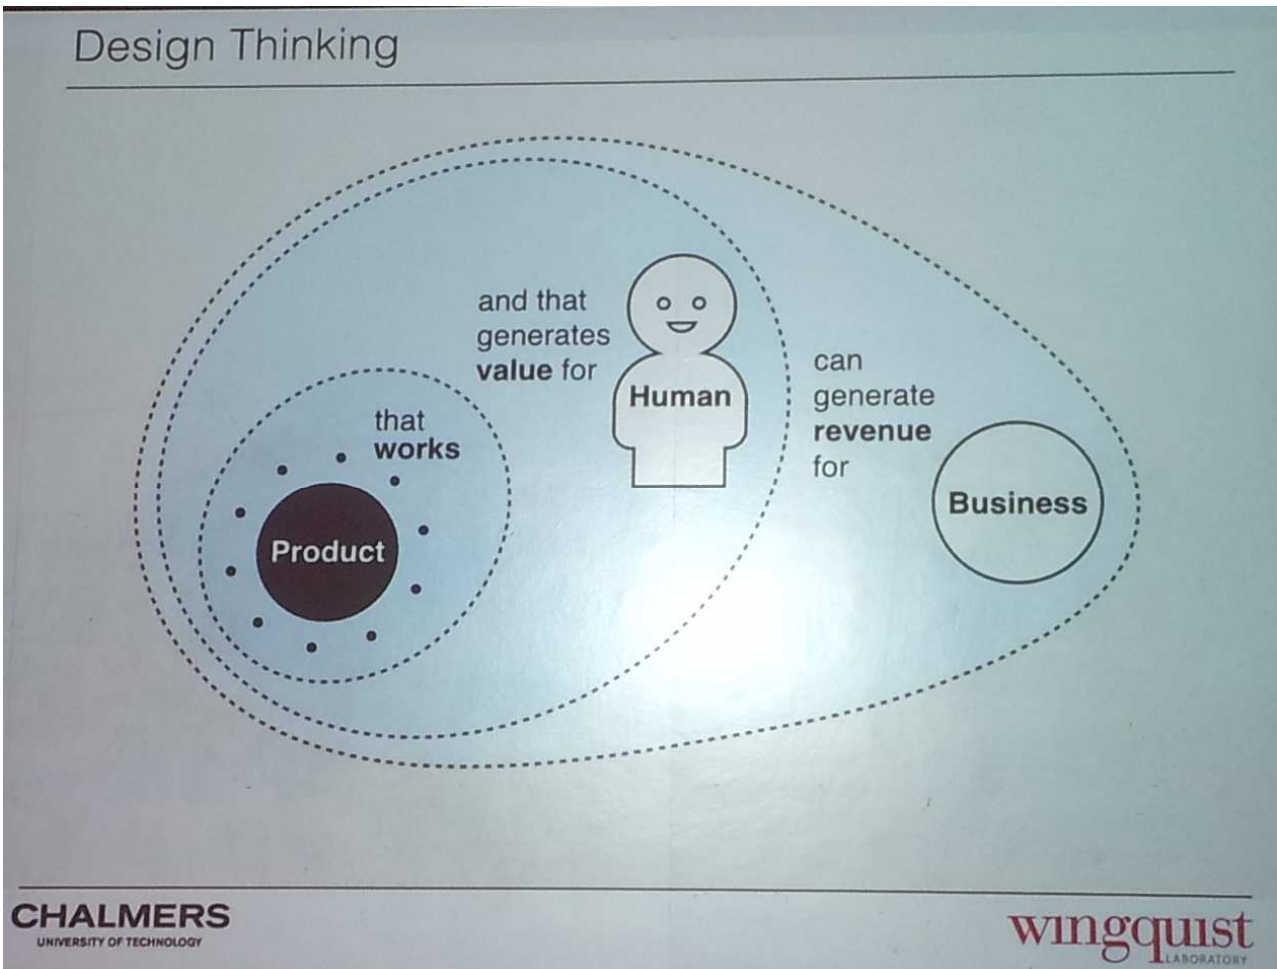 Design Thinking
and that
generates
value for
Human
that
works
Product
can
generate
revenue
for
Business
CHALMERS
UNIVERSITY OF TECHNOLOGY
wingquist
LABORATORY